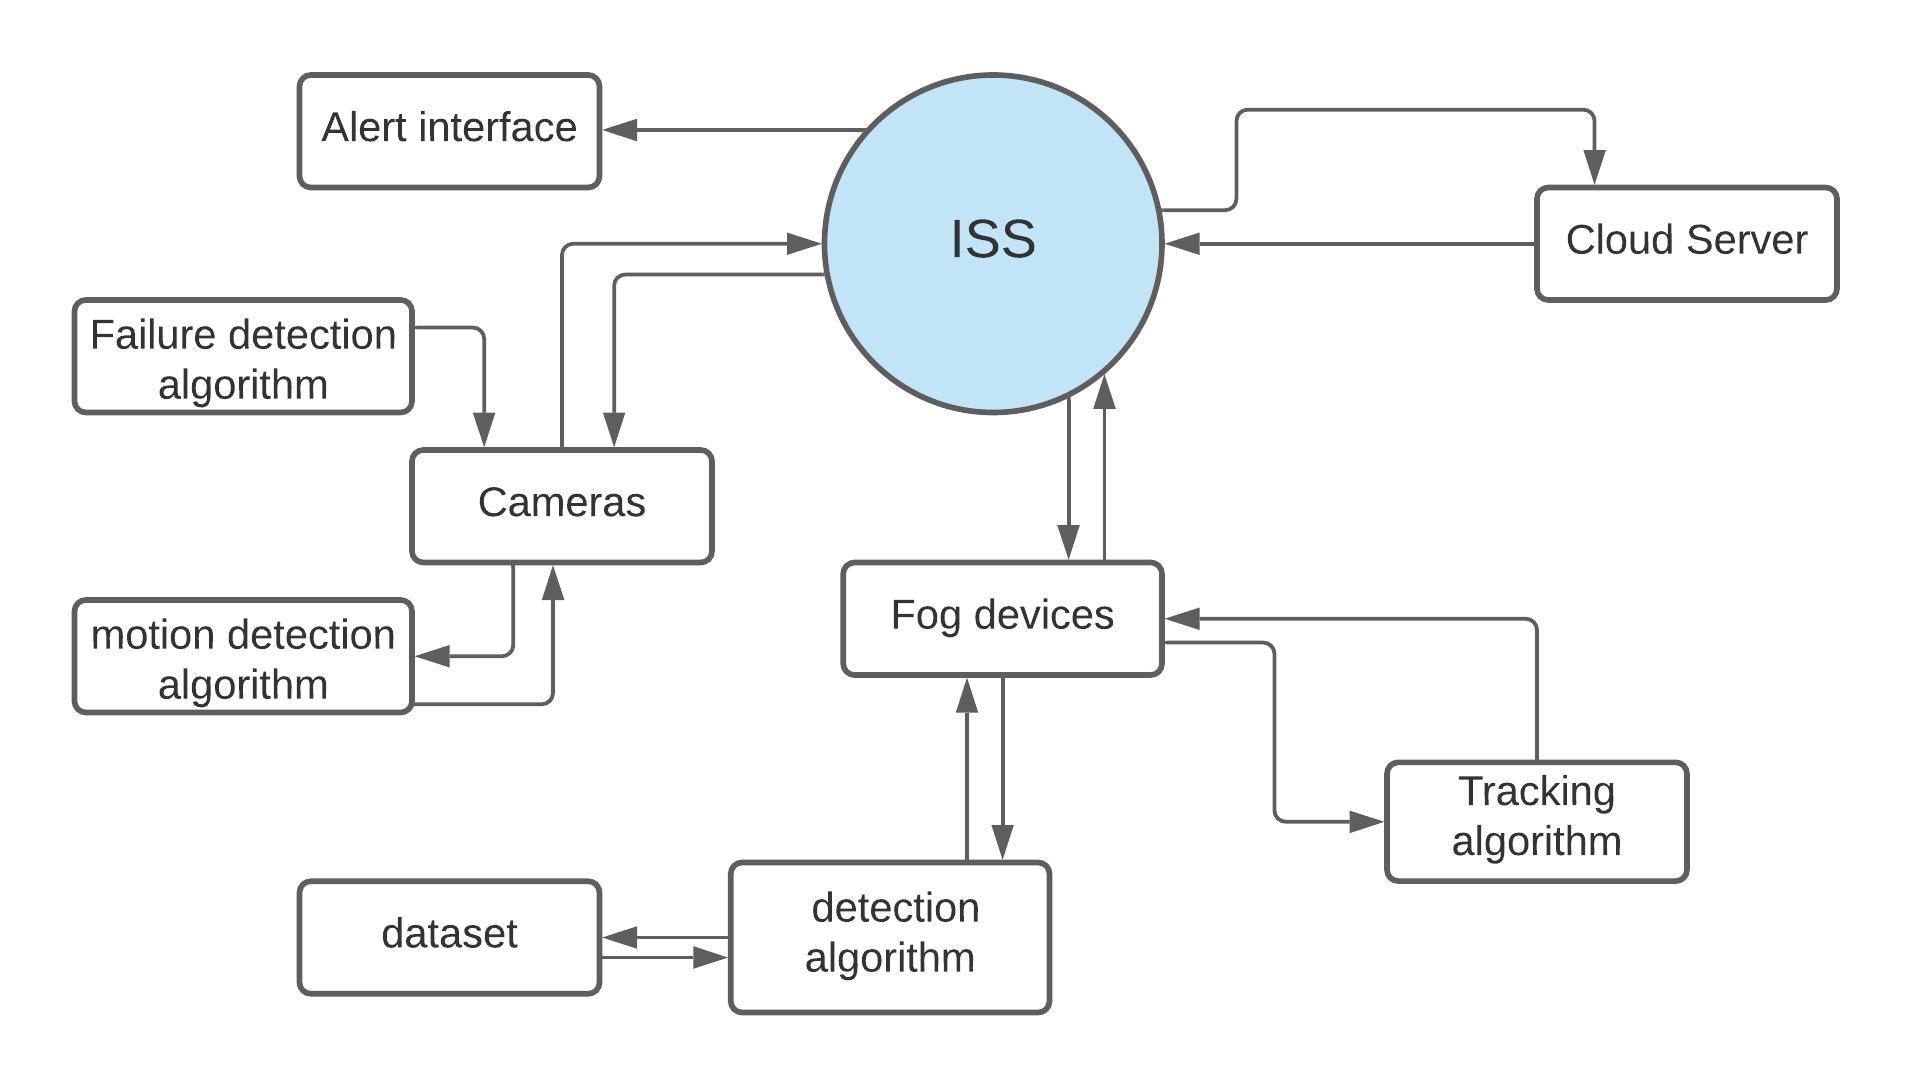 Alert interface
ISS
Cloud Server
Failure detection
algorithm
Cameras
motion detection
algorithm
Fog devices
Tracking
algorithm
detection
algorithm
dataset